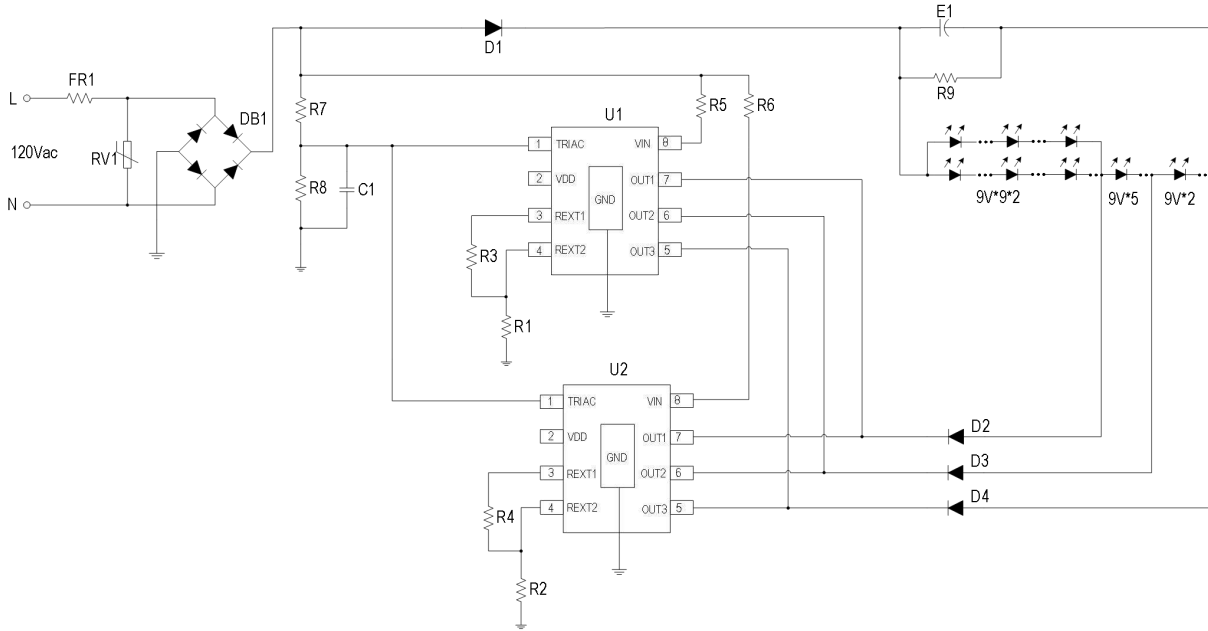 E1
D1
FR1
R9
L
DB1
R7
R5
R6
U1
120Vac
RV1
1 TRIAC VIN 8
R8
C1
2 VDD OUT1 7
GND
9V*9*2
9V*5
9V*2
N
3 REXT1 OUT2 6
R3
4 REXT2 OUT3 5
R1
U2
1 TRIAC VIN 8
D2
2 VDD OUT1 7
GND
D3
3 REXT1 OUT2 6
R4
D4
4 REXT2 OUT3 5
R2